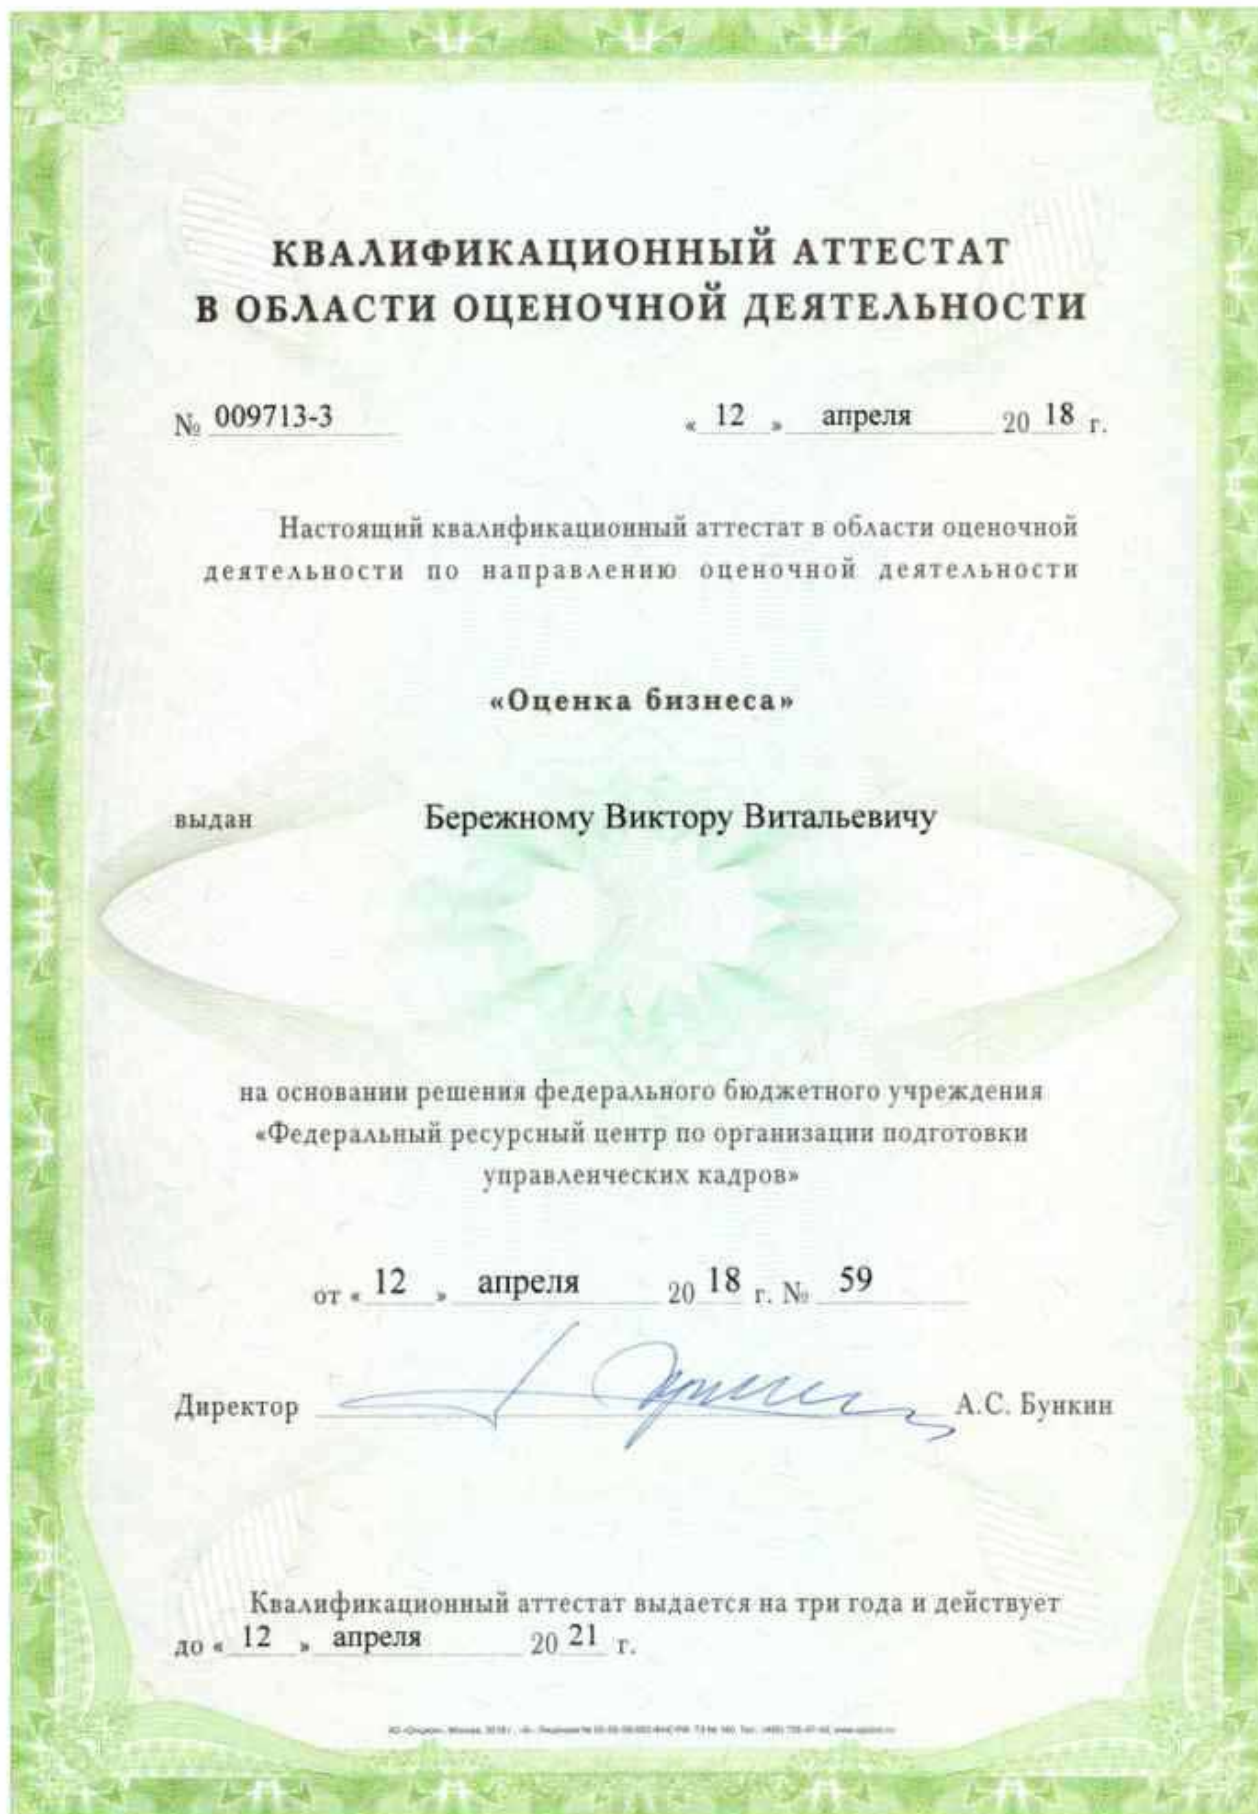 КВАЛИФИКАЦИОННЫЙ АТТЕСТАТ
В ОБЛАСТИ ОЦЕНОЧНОЙ ДЕЯТЕЛЬНОСТИ
№ 009713-3 « 12 » апреля 20 18 г.
Настоящий квалификационный аттестат в области оценочной
деятельности по направлению оценочной деятельности
«Оценка бизнеса»
выдан Бережному Виктору Витальевичу
на основании решения федерального бюджетного учреждения
«Федеральный ресурсный центр по организации подготовки
управленческих кадров»
от « 12 » апреля 20 18 г. № 59
Директор А.С. Бункин
Квалификационный аттестат выдается на три года и действует
до « 12 » апреля 20 21 г.